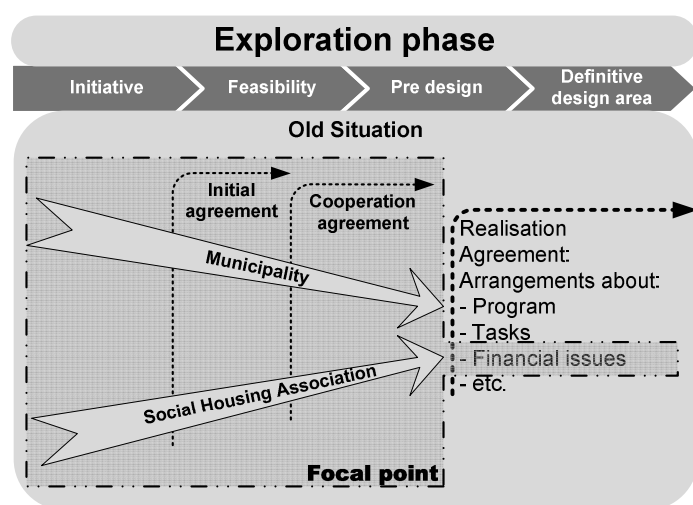 Exploration phase
Initiative
Feasibility
Pre design
Definitive
design area
Old Situation
Initial
agreement
Cooperation
agreement
Municipality
Social Housing Association
Realisation
Agreement:
Arrangements about:
- Program
- Tasks
- Financial issues
- etc.
Focal point